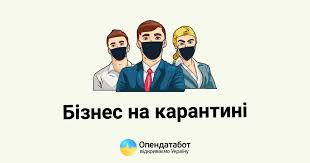 Бізнес на карантині
Опендатабот
відкриваємо Україну